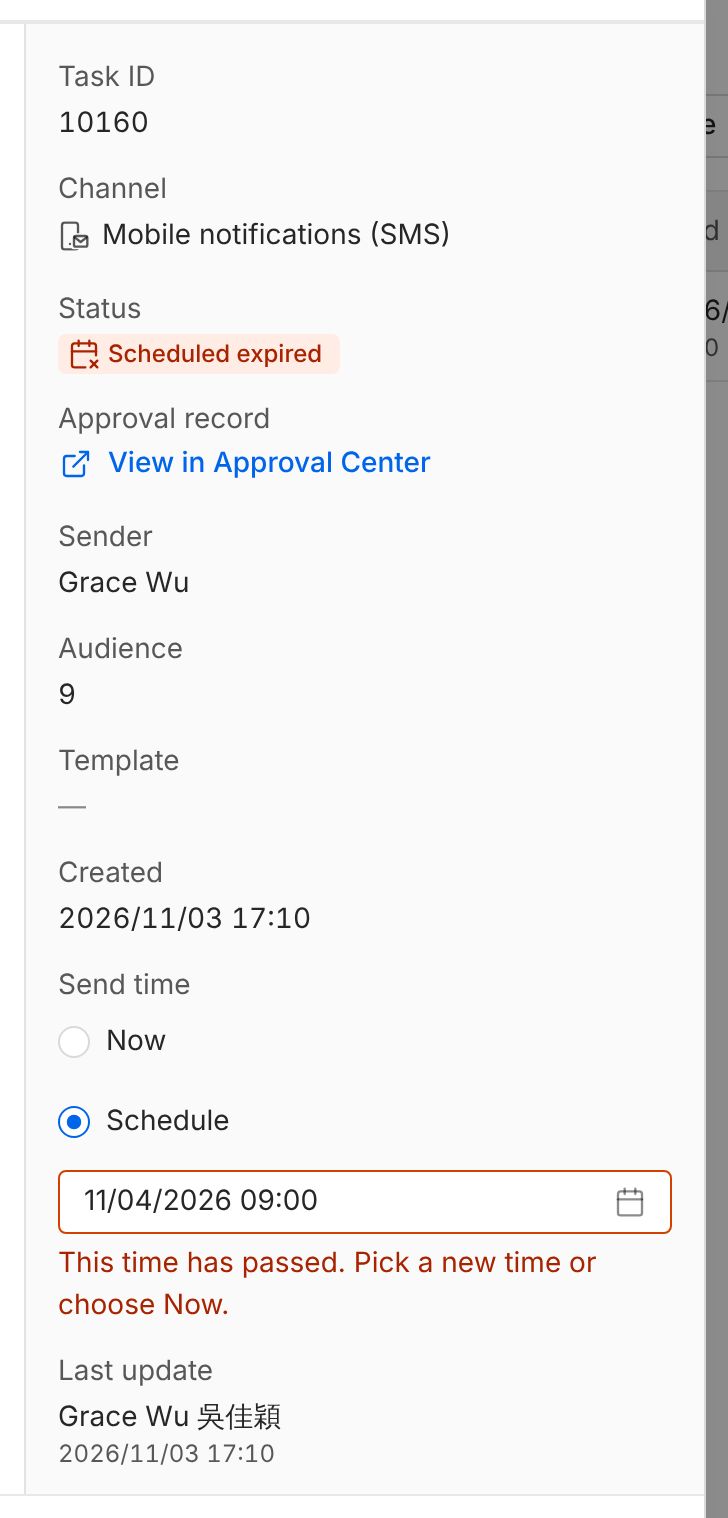 Task ID
10160
Channel
Mobile notifications (SMS)
Status
Scheduled expired
Approval record
View in Approval Center
Sender
Grace Wu
Audience
9
Template
—
Created
2026/11/03 17:10
Send time
Now
Schedule
11/04/2026 09:00
This time has passed. Pick a new time or
choose Now.
Last update
Grace Wu 吳佳穎
2026/11/03 17:10